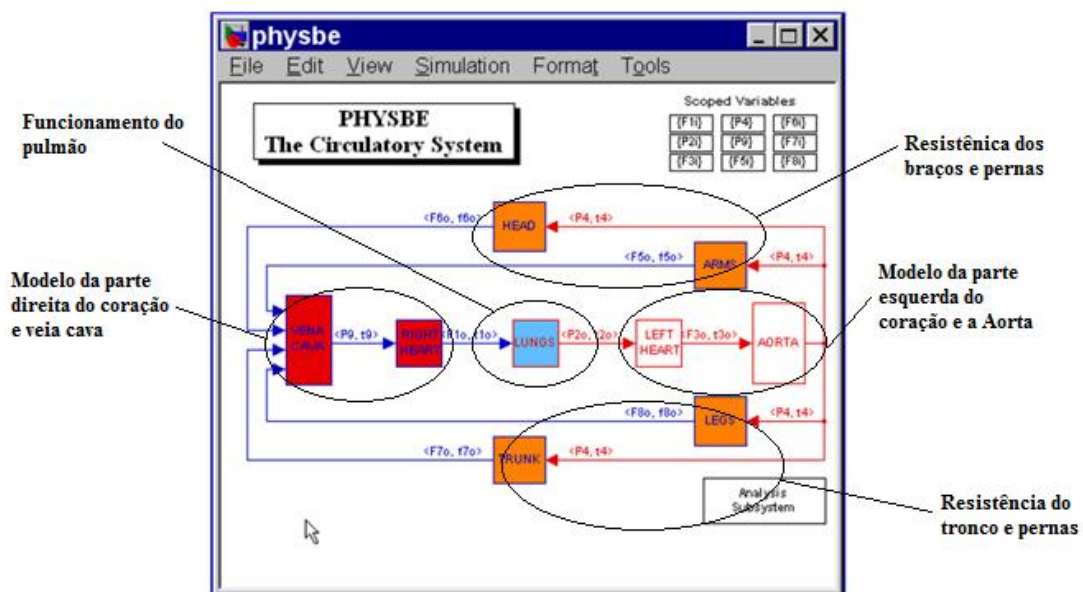 physbe
File Edit View Simulation Format Tools
PHYSBE
The Circulatory System
Scoped Variables
{F1i} {P4} {F6i}
{P2i} {P9} {F7i}
{F3i} {F5i} {F8i}
Funcionamento do
pulmão
Resistênica dos
braços e pernas
<F6o, t6o>
HEAD
<P4, t4>
<F5o, t5o>
ARMS
<P4, t4>
Modelo da parte
direita do coração
e veia cava
Modelo da parte
esquerda do
coração e a Aorta
VENA
CAVA
<P9, t9>
RIGHT
HEART
<F1o, t1o>
LUNGS
<P2o, t2o>
LEFT
HEART
<F3o, t3o>
AORTA
<F8o, f8o>
LEGS
<P4, t4>
<F7o, f7o>
TRUNK
<P4, t4>
Analysis
Subsystem
Resistência do
tronco e pernas